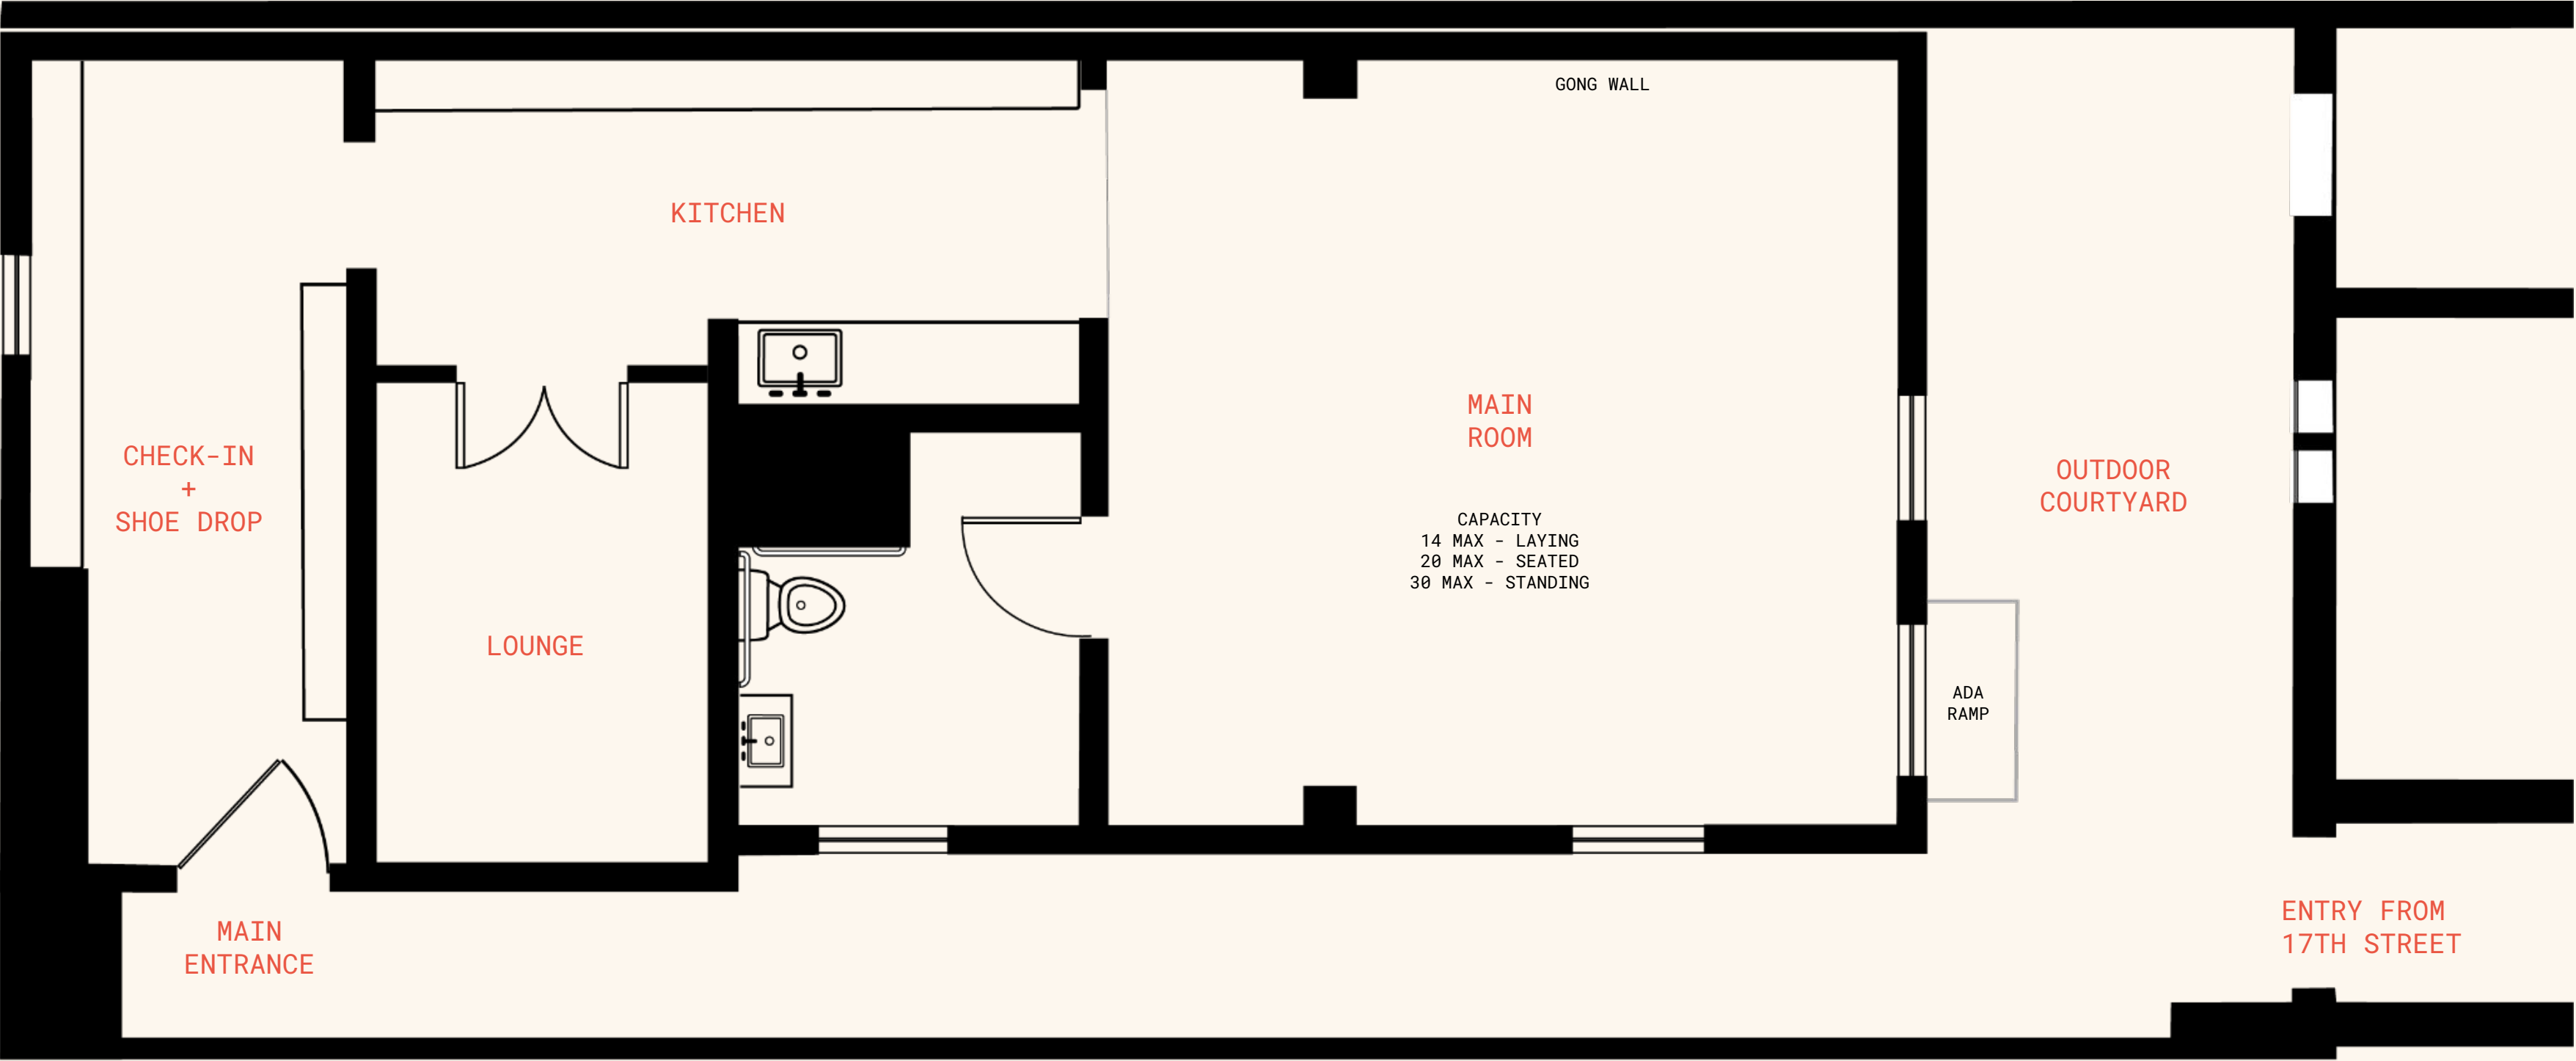 GONG WALL
KITCHEN
MAIN
ROOM
CAPACITY
14 MAX - LAYING
20 MAX - SEATED
30 MAX - STANDING
CHECK-IN
+
SHOE DROP
LOUNGE
OUTDOOR
COURTYARD
ADA
RAMP
MAIN
ENTRANCE
ENTRY FROM
17TH STREET